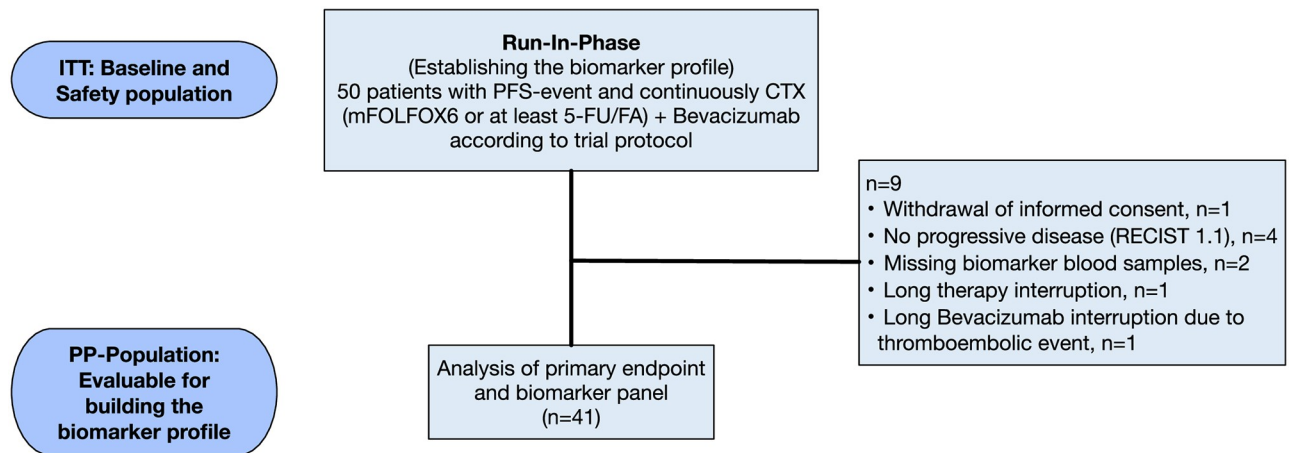 ITT: Baseline and
Safety population
Run-In-Phase
(Establishing the biomarker profile)
50 patients with PFS-event and continuously CTX
(mFOLFOX6 or at least 5-FU/FA) + Bevacizumab
according to trial protocol
n=9
• Withdrawal of informed consent, n=1
• No progressive disease (RECIST 1.1), n=4
• Missing biomarker blood samples, n=2
• Long therapy interruption, n=1
• Long Bevacizumab interruption due to
thromboembolic event, n=1
PP-Population:
Evaluable for
building the
biomarker profile
Analysis of primary endpoint
and biomarker panel
(n=41)